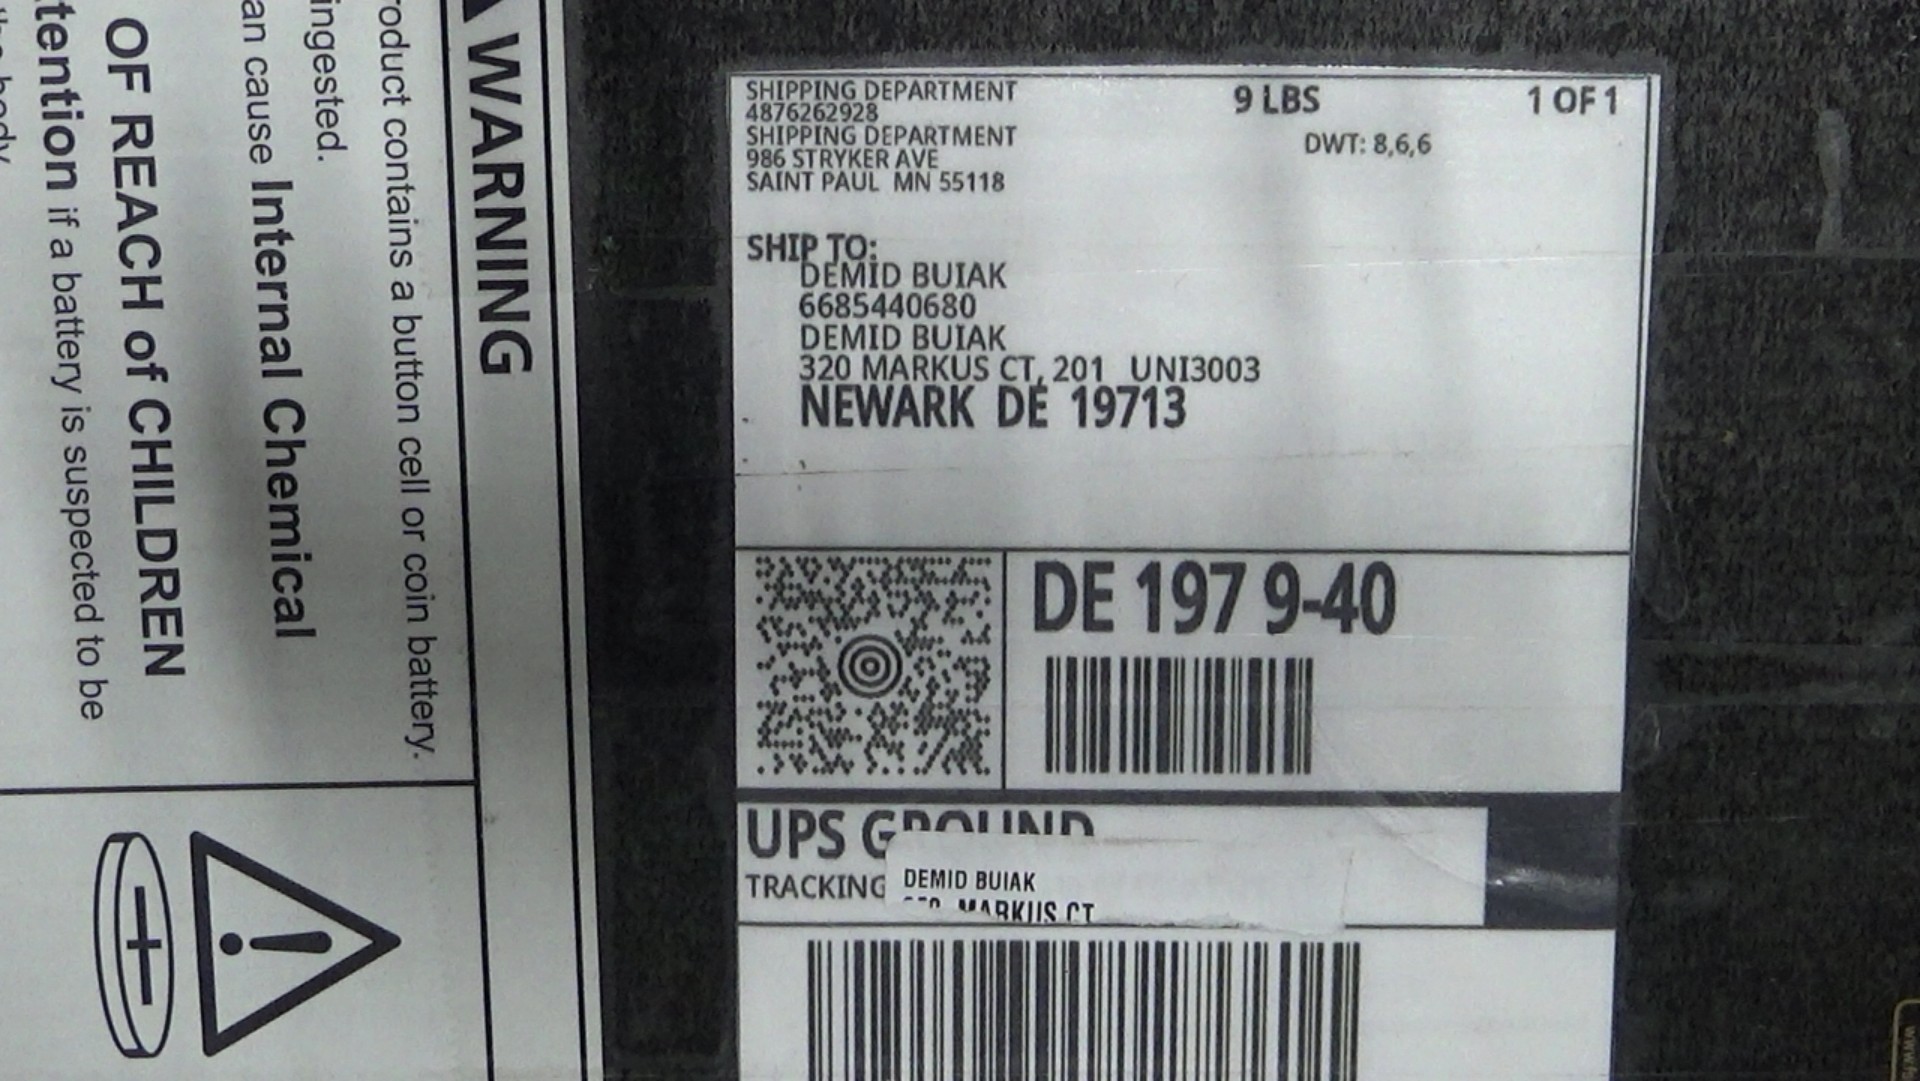 SHIPPING DEPARTMENT
4876262928
SHIPPING DEPARTMENT
986 STRYKER AVE
SAINT PAUL MN 55118
9 LBS
1 OF 1
DWT: 8,6,6
SHIP TO:
DEMID BUIAK
6685440680
DEMID BUIAK
320 MARKUS CT, 201 UNI3003
NEWARK DE 19713
DE 197 9-40
UPS GROUND
TRACKING
DEMID BUIAK
MARKUS CT
WARNING
roduct contains a button cell or coin battery.
ingested.
an cause Internal Chemical
OF REACH of CHILDREN
tention if a battery is suspected to be